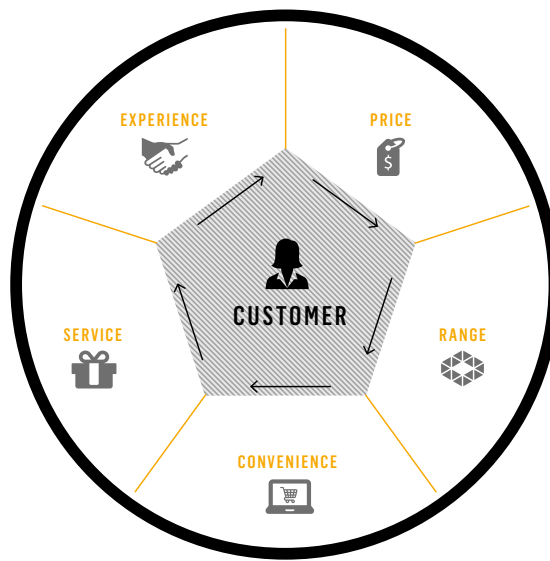 EXPERIENCE
PRICE
$
CUSTOMER
SERVICE
RANGE
CONVENIENCE